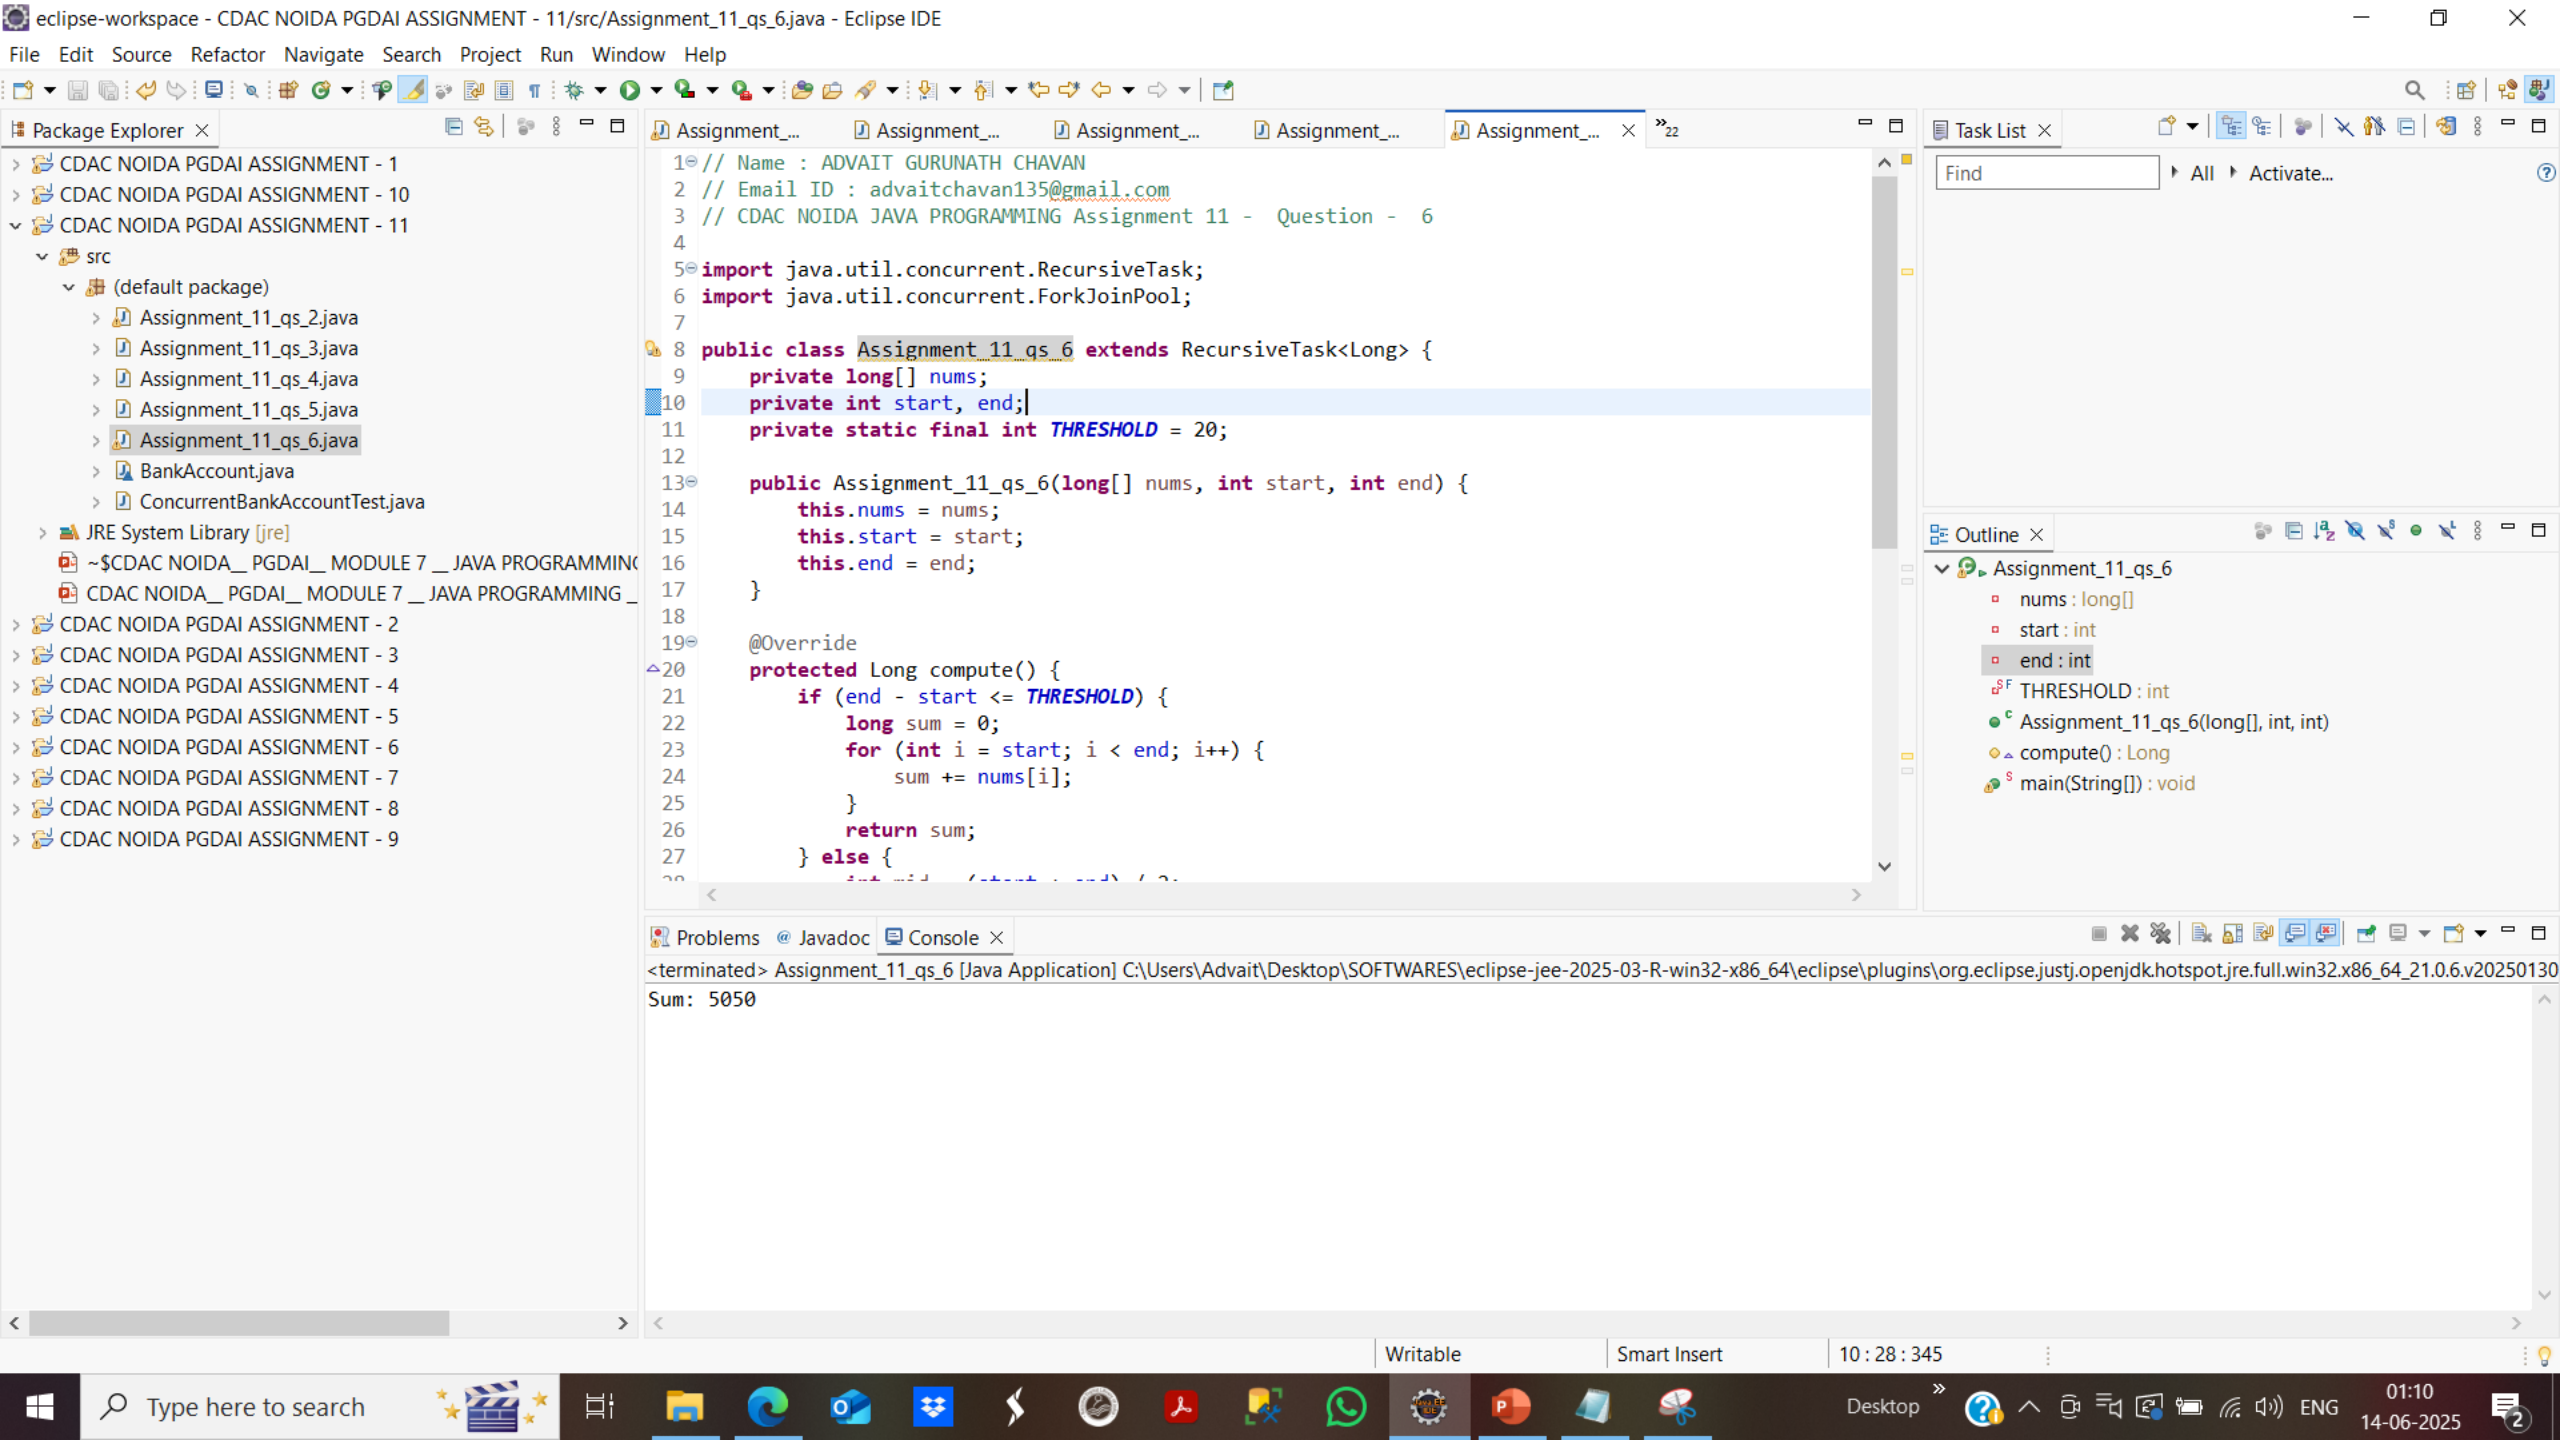 eclipse-workspace - CDAC NOIDA PGDAI ASSIGNMENT - 11/src/Assignment_11_qs_6.java - Eclipse IDE
File Edit Source Refactor Navigate Search Project Run Window Help
Package Explorer
CDAC NOIDA PGDAI ASSIGNMENT - 1
CDAC NOIDA PGDAI ASSIGNMENT - 10
CDAC NOIDA PGDAI ASSIGNMENT - 11
src
(default package)
Assignment_11_qs_2.java
Assignment_11_qs_3.java
Assignment_11_qs_4.java
Assignment_11_qs_5.java
Assignment_11_qs_6.java
BankAccount.java
ConcurrentBankAccountTest.java
JRE System Library [jre]
~$CDAC NOIDA__ PGDAI__ MODULE 7 __ JAVA PROGRAMMING
CDAC NOIDA__ PGDAI__ MODULE 7 __ JAVA PROGRAMMING _
CDAC NOIDA PGDAI ASSIGNMENT - 2
CDAC NOIDA PGDAI ASSIGNMENT - 3
CDAC NOIDA PGDAI ASSIGNMENT - 4
CDAC NOIDA PGDAI ASSIGNMENT - 5
CDAC NOIDA PGDAI ASSIGNMENT - 6
CDAC NOIDA PGDAI ASSIGNMENT - 7
CDAC NOIDA PGDAI ASSIGNMENT - 8
CDAC NOIDA PGDAI ASSIGNMENT - 9
Assignment_... Assignment_... Assignment_... Assignment_... Assignment_... »22
1 // Name : ADVAIT GURUNATH CHAVAN
2 // Email ID : advaitchavan135@gmail.com
3 // CDAC NOIDA JAVA PROGRAMMING Assignment 11 -  Question -  6
4
5 import java.util.concurrent.RecursiveTask;
6 import java.util.concurrent.ForkJoinPool;
7
8 public class Assignment_11_qs_6 extends RecursiveTask<Long> {
9     private long[] nums;
10     private int start, end;
11     private static final int THRESHOLD = 20;
12
13     public Assignment_11_qs_6(long[] nums, int start, int end) {
14         this.nums = nums;
15         this.start = start;
16         this.end = end;
17     }
18
19     @Override
20     protected Long compute() {
21         if (end - start <= THRESHOLD) {
22             long sum = 0;
23             for (int i = start; i < end; i++) {
24                 sum += nums[i];
25             }
26             return sum;
27         } else {
Task List
Find All Activate...
Outline
Assignment_11_qs_6
nums : long[]
start : int
end : int
THRESHOLD : int
Assignment_11_qs_6(long[], int, int)
compute() : Long
main(String[]) : void
Problems @ Javadoc Console
<terminated> Assignment_11_qs_6 [Java Application] C:\Users\Advait\Desktop\SOFTWARES\eclipse-jee-2025-03-R-win32-x86_64\eclipse\plugins\org.eclipse.justj.openjdk.hotspot.jre.full.win32.x86_64_21.0.6.v20250130
Sum: 5050
Writable Smart Insert 10 : 28 : 345
Type here to search
Desktop » ENG
01:10
14-06-2025
2